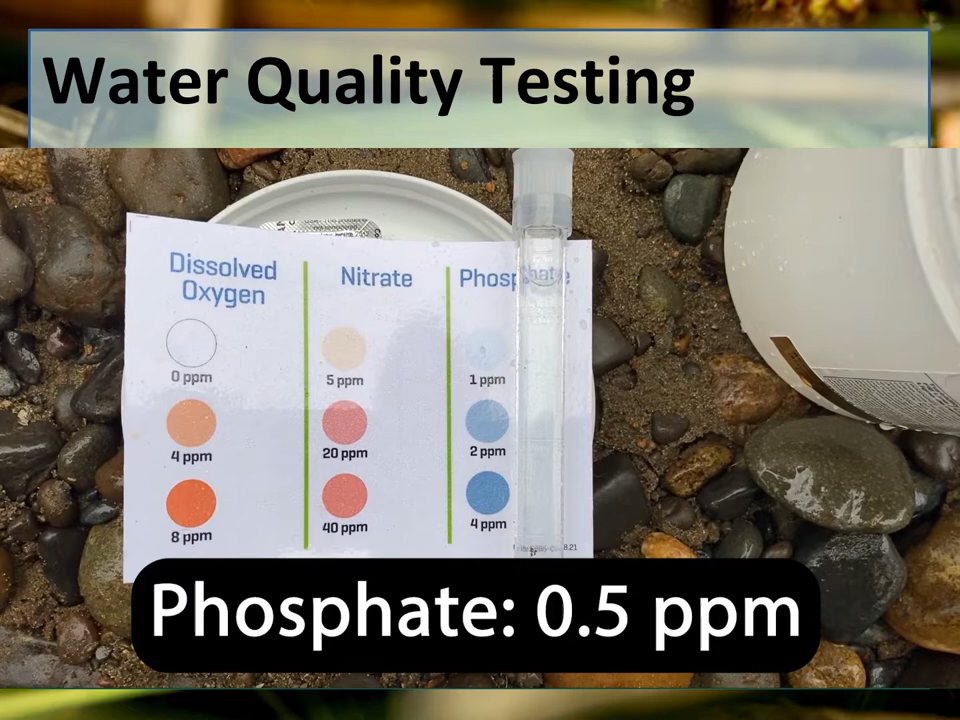 Water Quality Testing
Dissolved
Oxygen
Nitrate
Phosphate
0 ppm
5 ppm
1 ppm
4 ppm
20 ppm
2 ppm
8 ppm
40 ppm
4 ppm
Phosphate: 0.5 ppm